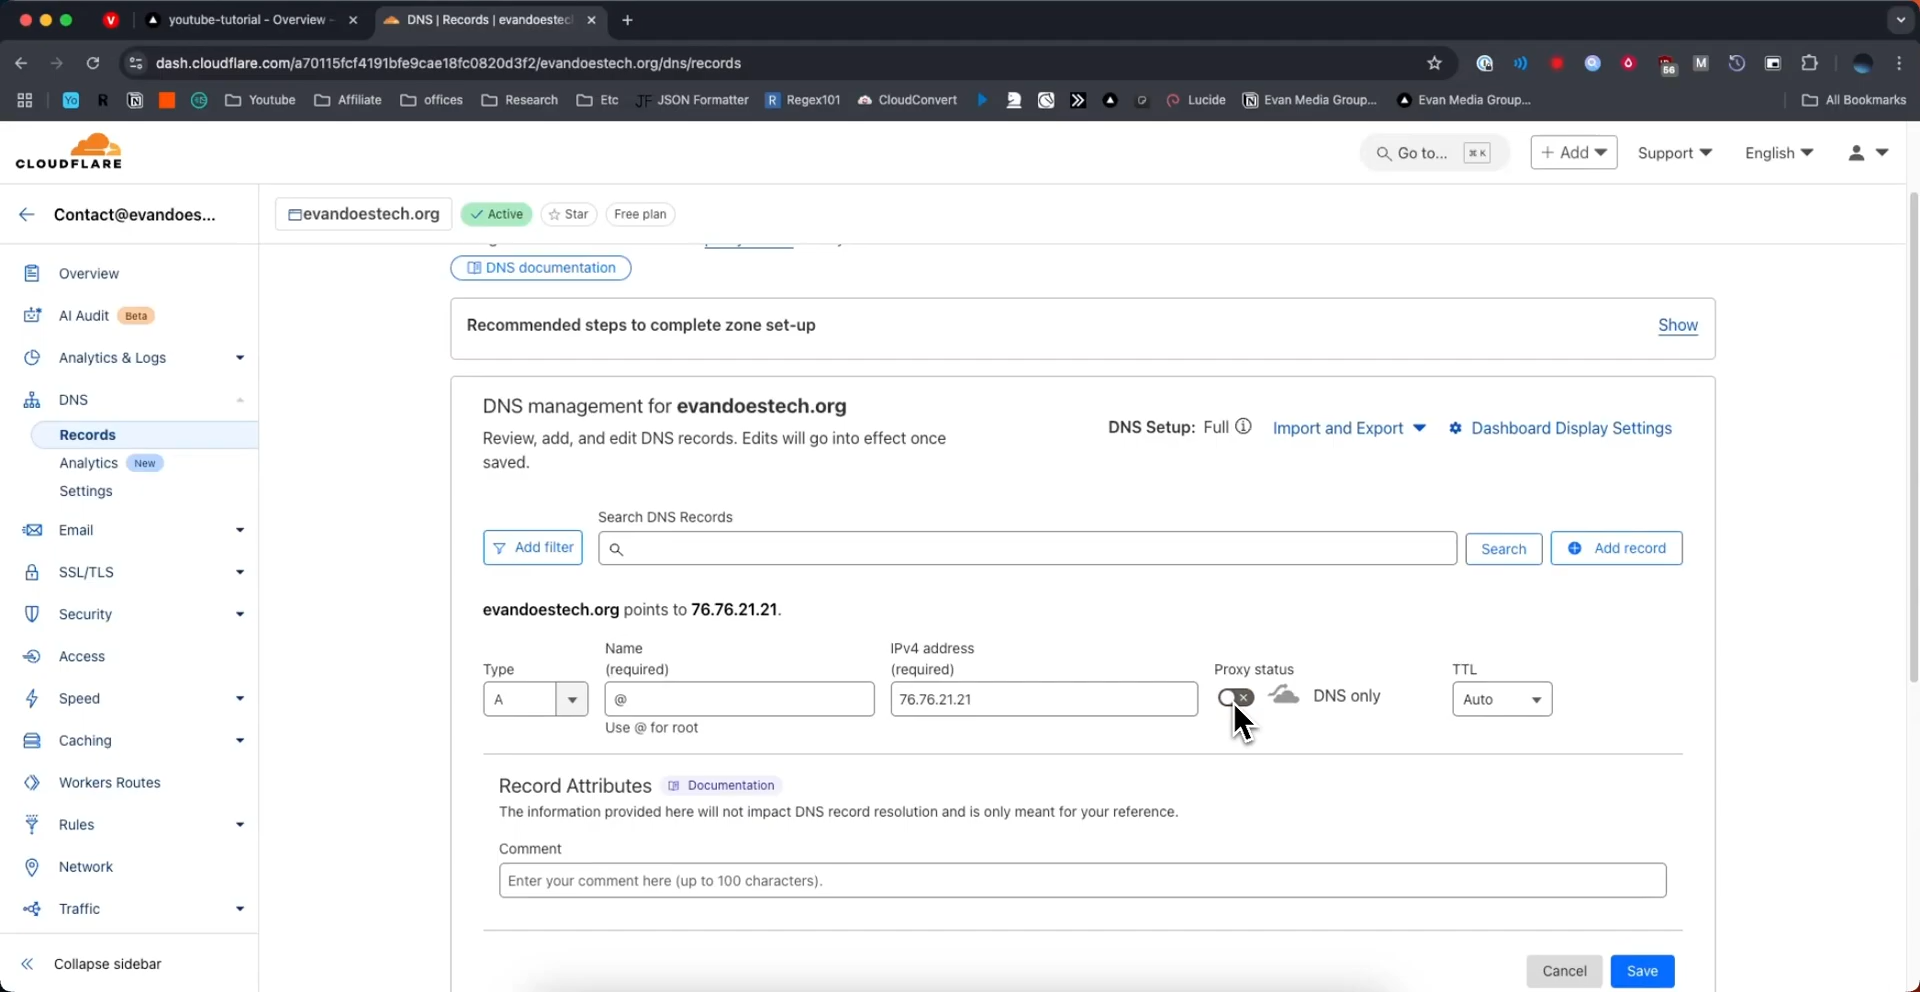 youtube-tutorial - Overview
DNS | Records | evandoestec
dash.cloudflare.com/a70115fcf4191bfe9cae18fc0820d3f2/evandoestech.org/dns/records
56
M
Yo
R
Youtube
Affiliate
offices
Research
Etc
JF JSON Formatter
R Regex101
CloudConvert
Lucide
Evan Media Group...
Evan Media Group...
All Bookmarks
CLOUDFLARE
Go to...
⌘ K
+ Add
Support
English
Contact@evandoes...
evandoestech.org
Active
Star
Free plan
Overview
AI Audit
Beta
Analytics & Logs
DNS
Records
Analytics
New
Settings
Email
SSL/TLS
Security
Access
Speed
Caching
Workers Routes
Rules
Network
Traffic
Collapse sidebar
DNS documentation
Recommended steps to complete zone set-up
Show
DNS management for evandoestech.org
Review, add, and edit DNS records. Edits will go into effect once
saved.
DNS Setup: Full
Import and Export
Dashboard Display Settings
Search DNS Records
Add filter
Search
Add record
evandoestech.org points to 76.76.21.21.
Type
Name
(required)
IPv4 address
(required)
Proxy status
TTL
A
@
76.76.21.21
DNS only
Auto
Use @ for root
Record Attributes
Documentation
The information provided here will not impact DNS record resolution and is only meant for your reference.
Comment
Enter your comment here (up to 100 characters).
Cancel
Save